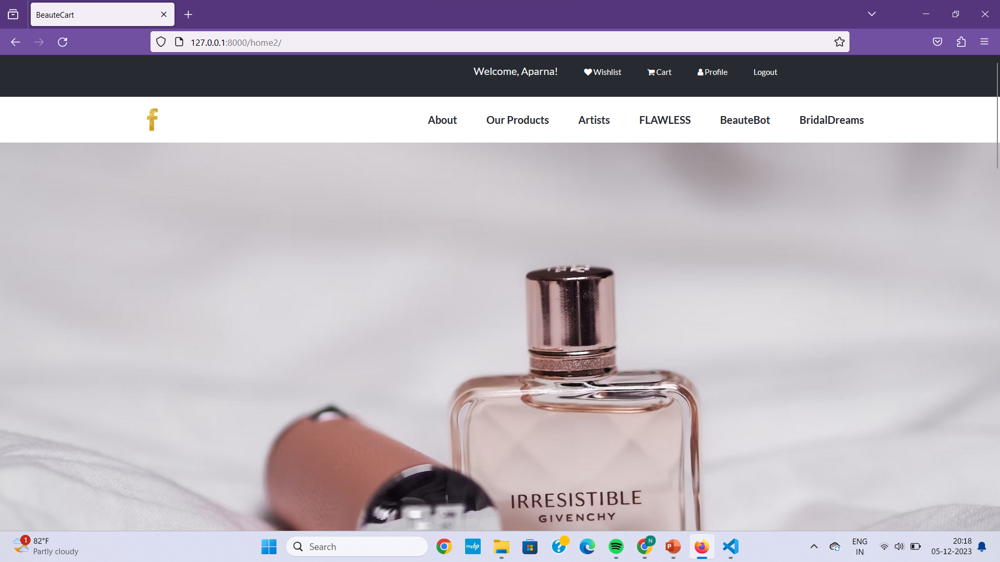 BeauteCart
127.0.0.1:8000/home2/
Welcome, Aparna!
Wishlist
Cart
Profile
Logout
f
About
Our Products
Artists
FLAWLESS
BeauteBot
BridalDreams
IRRESISTIBLE
GIVENCHY
1
82°F
Partly cloudy
Search
myhp
N
P
ENG
IN
20:18
05-12-2023